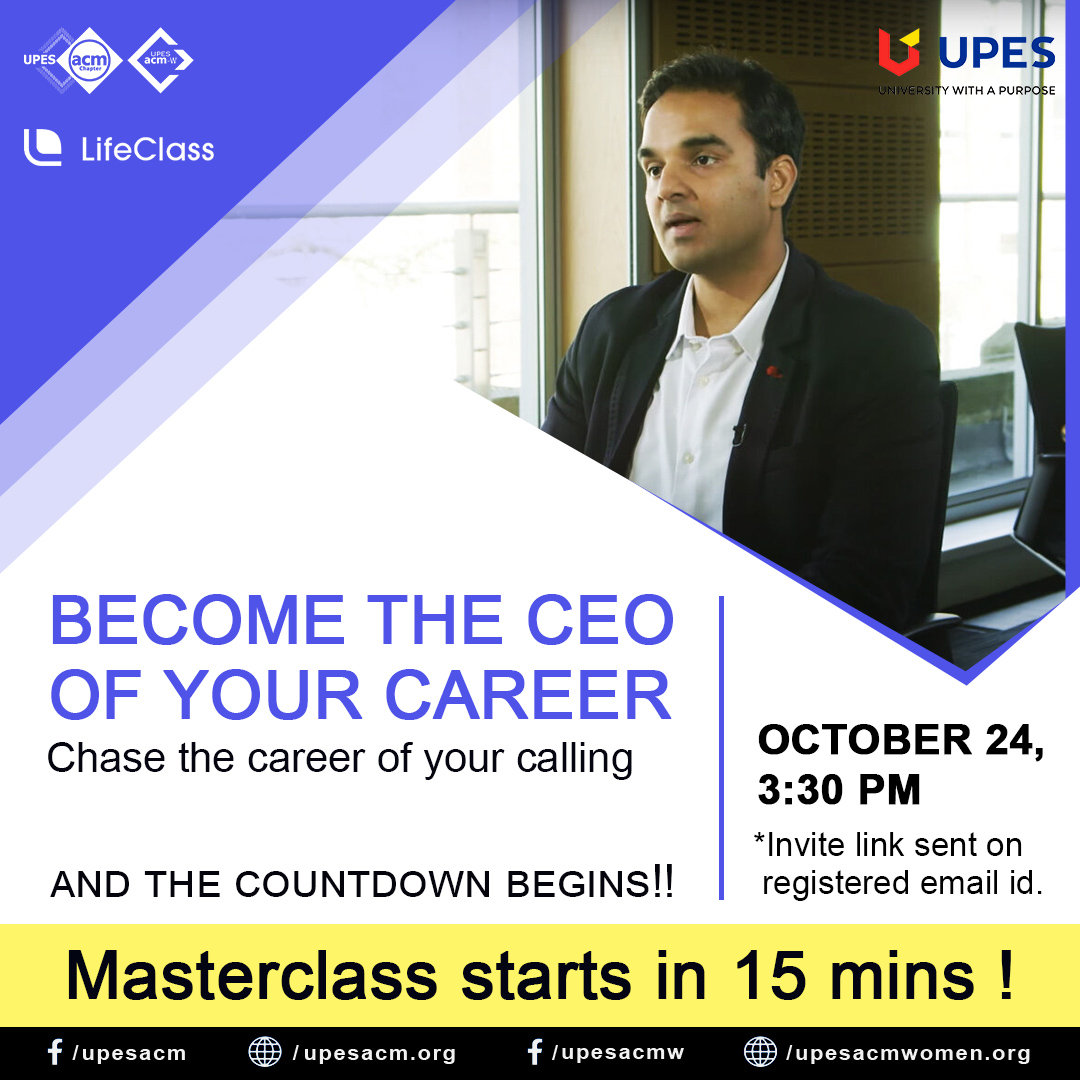 UPES acm Chapter
UPES acm-w
LifeClass
UPES
UNIVERSITY WITH A PURPOSE
BECOME THE CEO
OF YOUR CAREER
Chase the career of your calling
AND THE COUNTDOWN BEGINS!!
OCTOBER 24,
3:30 PM
*Invite link sent on
registered email id.
Masterclass starts in 15 mins !
/upesacm /upesacm.org /upesacmw /upesacmwomen.org